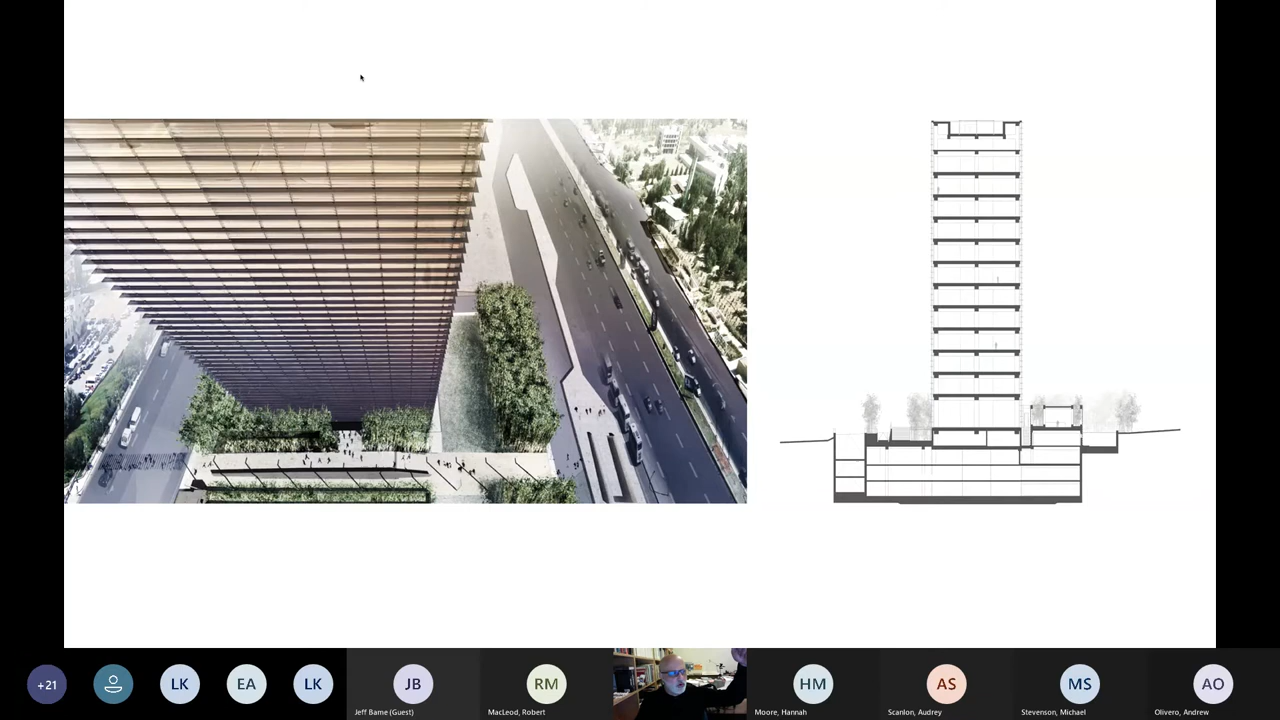 +21
LK
EA
LK
JB
Jeff Bame (Guest)
RM
MacLeod, Robert
HM
Moore, Hannah
AS
Scanlon, Audrey
MS
Stevenson, Michael
AO
Olivero, Andrew